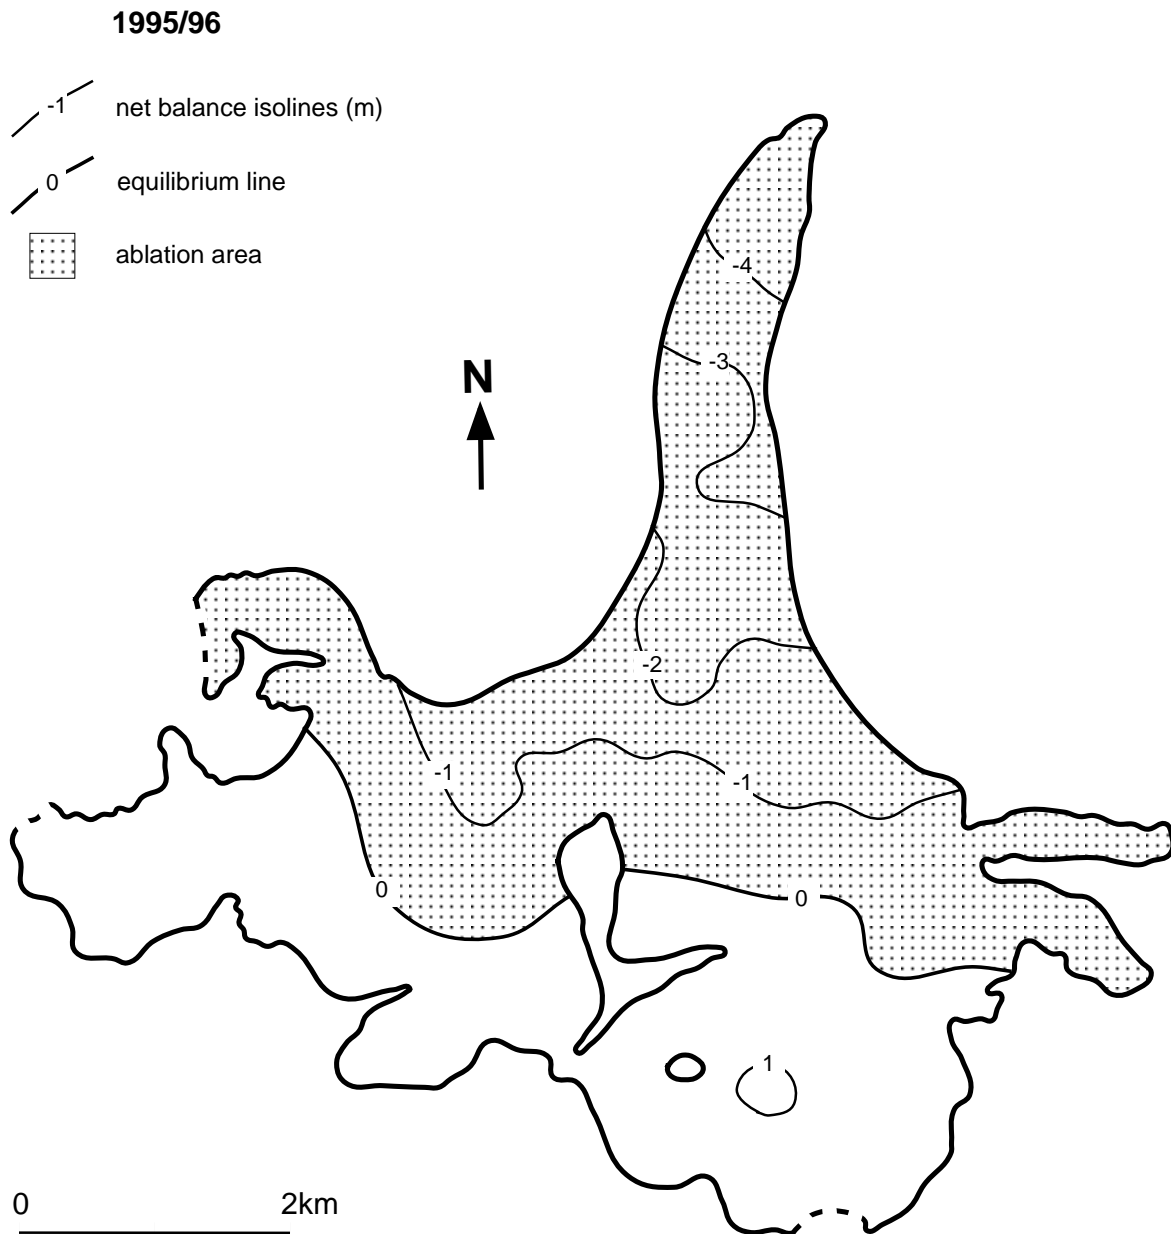 1995/96
-1 net balance isolines (m)
0 equilibrium line
ablation area
-4
-3
N
-2
-1
-1
0
0
1
0 2km